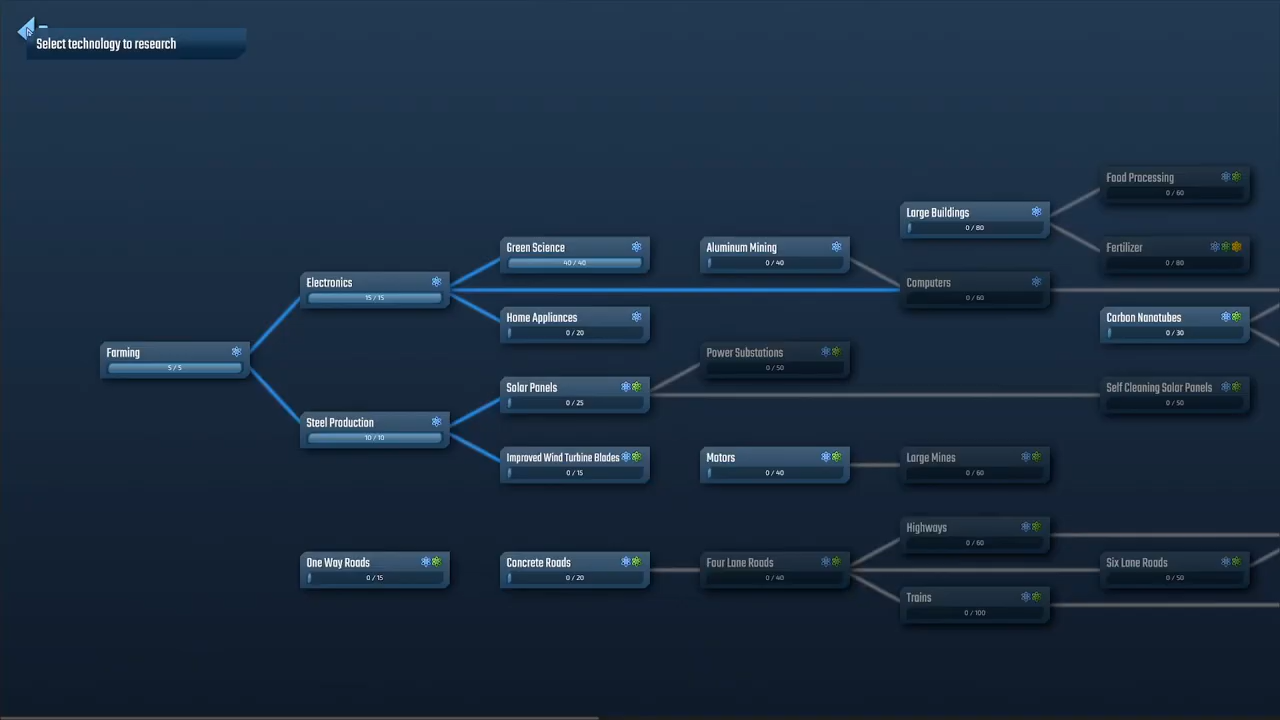 Select technology to research
Food Processing
0 / 60
Large Buildings
0 / 80
Green Science
40 / 40
Aluminum Mining
0 / 40
Fertilizer
0 / 80
Electronics
15 / 15
Computers
0 / 60
Home Appliances
0 / 20
Carbon Nanotubes
0 / 30
Farming
5 / 5
Power Substations
0 / 50
Solar Panels
0 / 25
Self Cleaning Solar Panels
0 / 50
Steel Production
10 / 10
Improved Wind Turbine Blades
0 / 15
Motors
0 / 40
Large Mines
0 / 60
Highways
0 / 60
One Way Roads
0 / 15
Concrete Roads
0 / 20
Four Lane Roads
0 / 40
Six Lane Roads
0 / 50
Trains
0 / 100